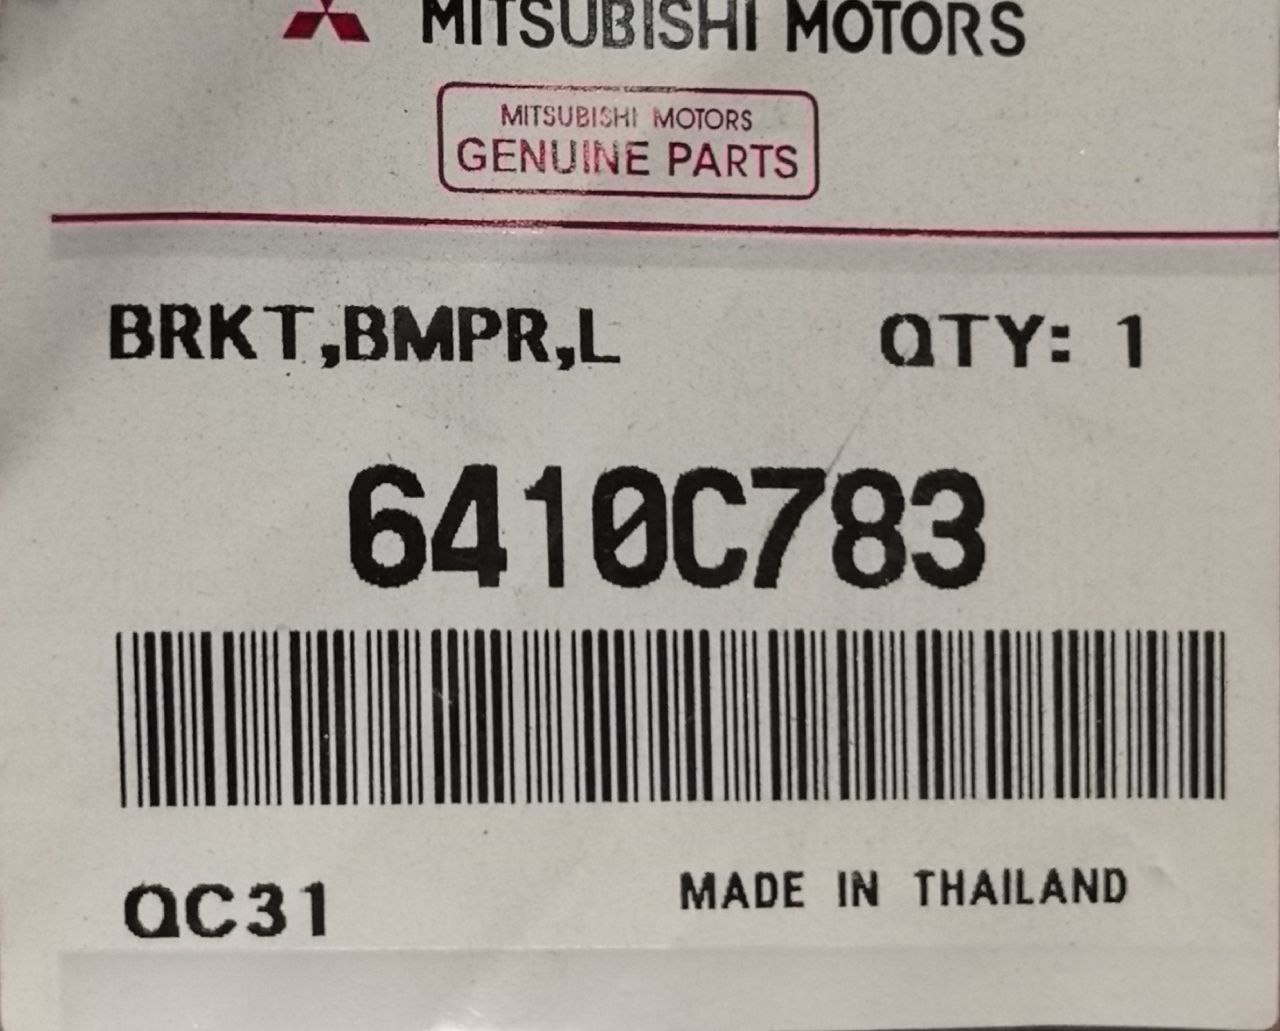 MITSUBISHI MOTORS
MITSUBISHI MOTORS
GENUINE PARTS
BRKT,BMPR,L QTY: 1
6410C783
QC31 MADE IN THAILAND